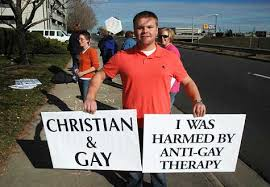 CHRISTIAN
&
GAY
I WAS
HARMED BY
ANTI-GAY
THERAPY